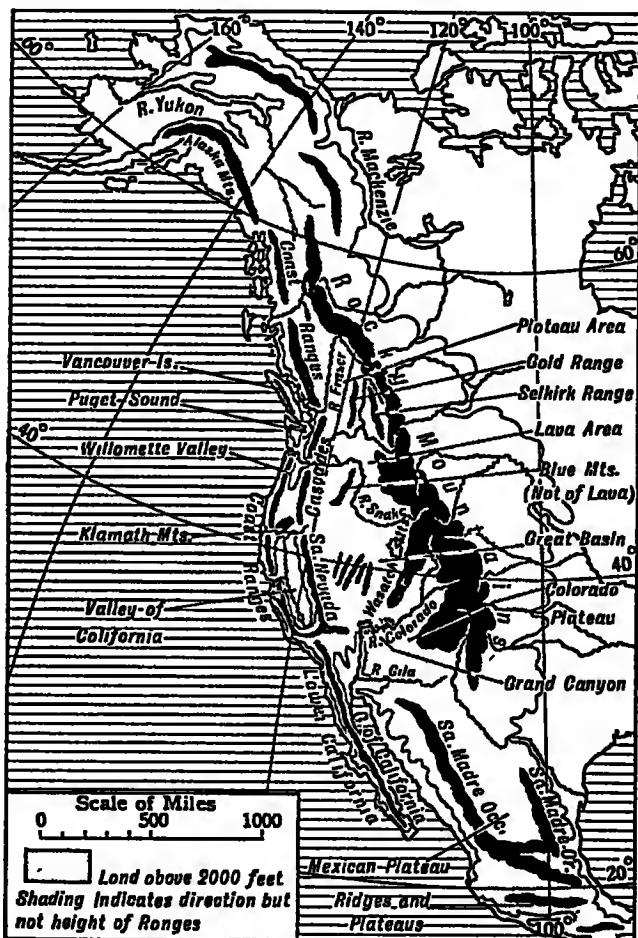 160°
140°
120°
100°
60°
R. Yukon
Alaska Mts.
R. Mackenzie
60°
Coast
Ranges
Rocky
Mountains
R. Fraser
Plateau Area
Gold Range
Selkirk Range
Lava Area
Blue Mts.
(Not of Lava)
Vancouver Is.
Puget Sound
40°
Willomette Valley
Cascades
R. Snake
Klamath Mts.
Coast
Ranges
Sa. Nevada
Great Basin
40°
Valley of
California
R. Colorado
Colorado
Plateau
Grand Canyon
R. Gila
Lower
California
G. of California
Sa. Madre Occ.
Sa. Madre Or.
Mexican Plateau
20°
Ridges and
Plateaus
100°
Scale of Miles
0 500 1000
Land above 2000 feet
Shading indicates direction but
not height of Ranges